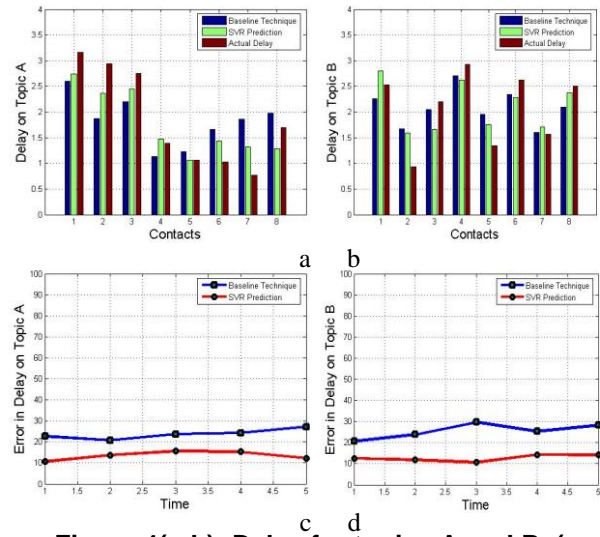 Baseline Technique
SVR Prediction
Actual Delay
Delay on Topic A
4
3.5
3
2.5
2
1.5
1
0.5
0
1 2 3 4 5 6 7 8
Contacts
a
Baseline Technique
SVR Prediction
Actual Delay
Delay on Topic B
4
3.5
3
2.5
2
1.5
1
0.5
0
1 2 3 4 5 6 7 8
Contacts
b
Baseline Technique
SVR Prediction
Error in Delay on Topic A
100
90
80
70
60
50
40
30
20
10
0
1 1.5 2 2.5 3 3.5 4 4.5 5
Time
c
Baseline Technique
SVR Prediction
Error in Delay on Topic B
100
90
80
70
60
50
40
30
20
10
0
1 1.5 2 2.5 3 3.5 4 4.5 5
Time
d